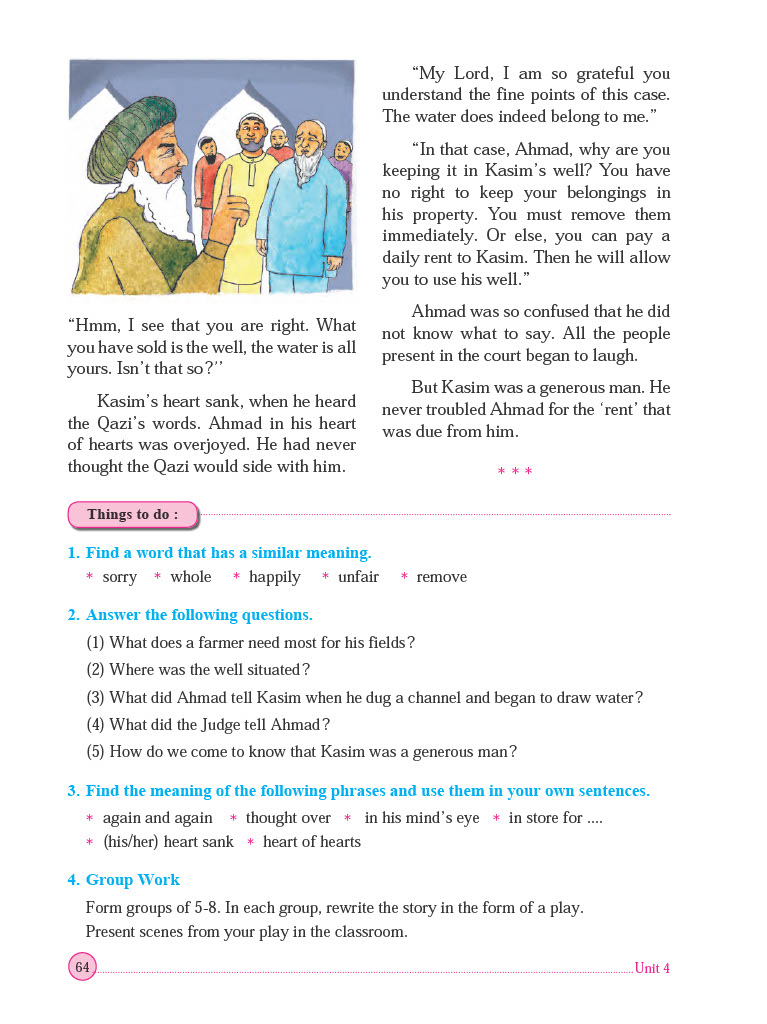 “Hmm, I see that you are right. What
you have sold is the well, the water is all
yours. Isn’t that so?’’
Kasim’s heart sank, when he heard
the Qazi’s words. Ahmad in his heart
of hearts was overjoyed. He had never
thought the Qazi would side with him.
“My Lord, I am so grateful you
understand the fine points of this case.
The water does indeed belong to me.”
“In that case, Ahmad, why are you
keeping it in Kasim’s well? You have
no right to keep your belongings in
his property. You must remove them
immediately. Or else, you can pay a
daily rent to Kasim. Then he will allow
you to use his well.”
Ahmad was so confused that he did
not know what to say. All the people
present in the court began to laugh.
But Kasim was a generous man. He
never troubled Ahmad for the ‘rent’ that
was due from him.
* * *
Things to do :
1. Find a word that has a similar meaning.
* sorry * whole * happily * unfair * remove
2. Answer the following questions.
(1) What does a farmer need most for his fields?
(2) Where was the well situated?
(3) What did Ahmad tell Kasim when he dug a channel and began to draw water?
(4) What did the Judge tell Ahmad?
(5) How do we come to know that Kasim was a generous man?
3. Find the meaning of the following phrases and use them in your own sentences.
* again and again * thought over * in his mind’s eye * in store for ....
* (his/her) heart sank * heart of hearts
4. Group Work
Form groups of 5-8. In each group, rewrite the story in the form of a play.
Present scenes from your play in the classroom.
64 Unit 4